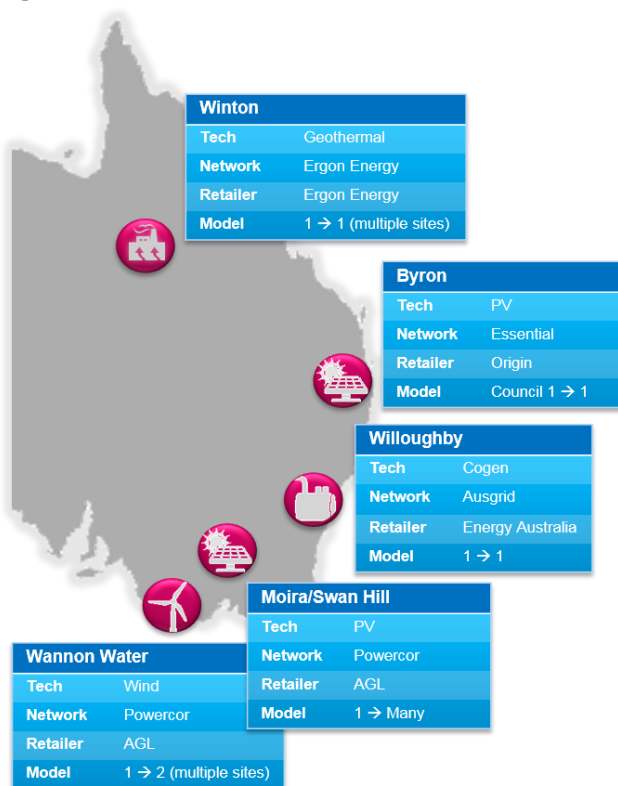 Winton
Tech Geothermal
Network Ergon Energy
Retailer Ergon Energy
Model 1 → 1 (multiple sites)
Byron
Tech PV
Network Essential
Retailer Origin
Model Council 1 → 1
Willoughby
Tech Cogen
Network Ausgrid
Retailer Energy Australia
Model 1 → 1
Moira/Swan Hill
Tech PV
Network Powercor
Retailer AGL
Model 1 → Many
Wannon Water
Tech Wind
Network Powercor
Retailer AGL
Model 1 → 2 (multiple sites)